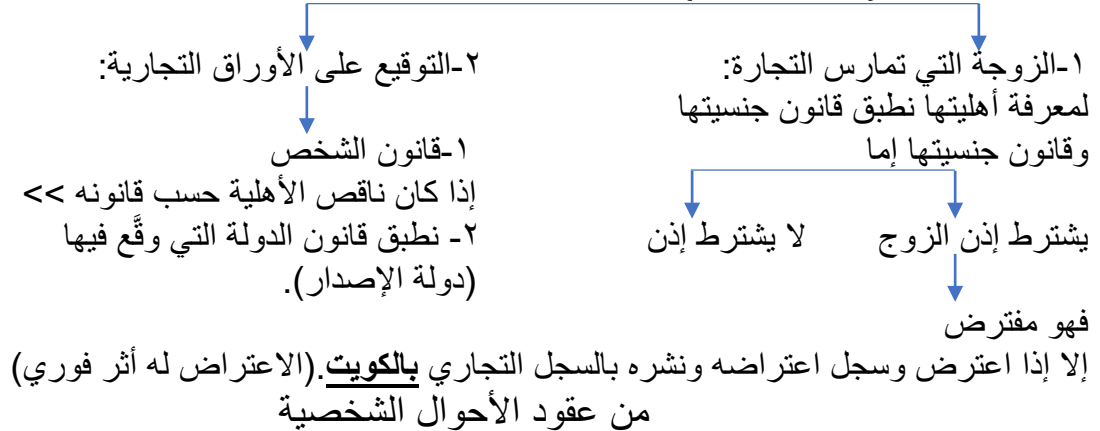 ١-الزوجة التي تمارس التجارة:
لمعرفة أهليتها نطبق قانون جنسيتها
وقانون جنسيتها إما
يشترط إذن الزوج
لا يشترط إذن
فهو مفترض
إلا إذا اعترض وسجل اعتراضه ونشره بالسجل التجاري بالكويت.(الاعتراض له أثر فوري)
٢-التوقيع على الأوراق التجارية:
١-قانون الشخص
إذا كان ناقص الأهلية حسب قانونه >>
٢- نطبق قانون الدولة التي وقَّع فيها
(دولة الإصدار).
من عقود الأحوال الشخصية